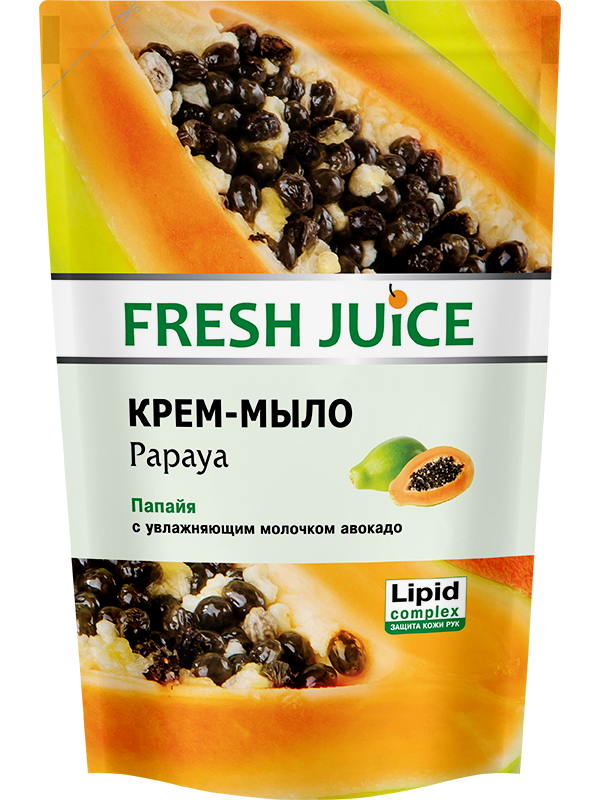 FRESH JUICE
КРЕМ-МЫЛО
Papaya
Папайя
с увлажняющим молочком авокадо
Lipid
complex
ЗАЩИТА КОЖИ РУК